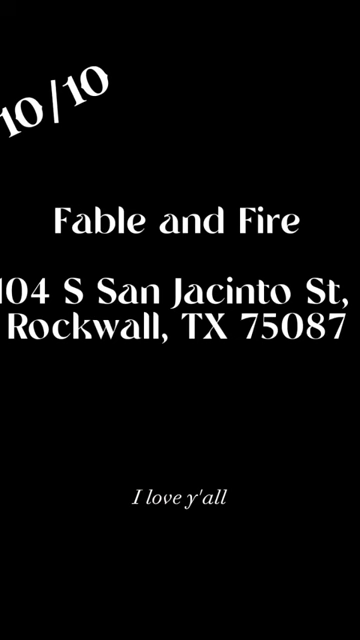 10/10
Fable and Fire
104 S San Jacinto St,
Rockwall, TX 75087
I love y'all